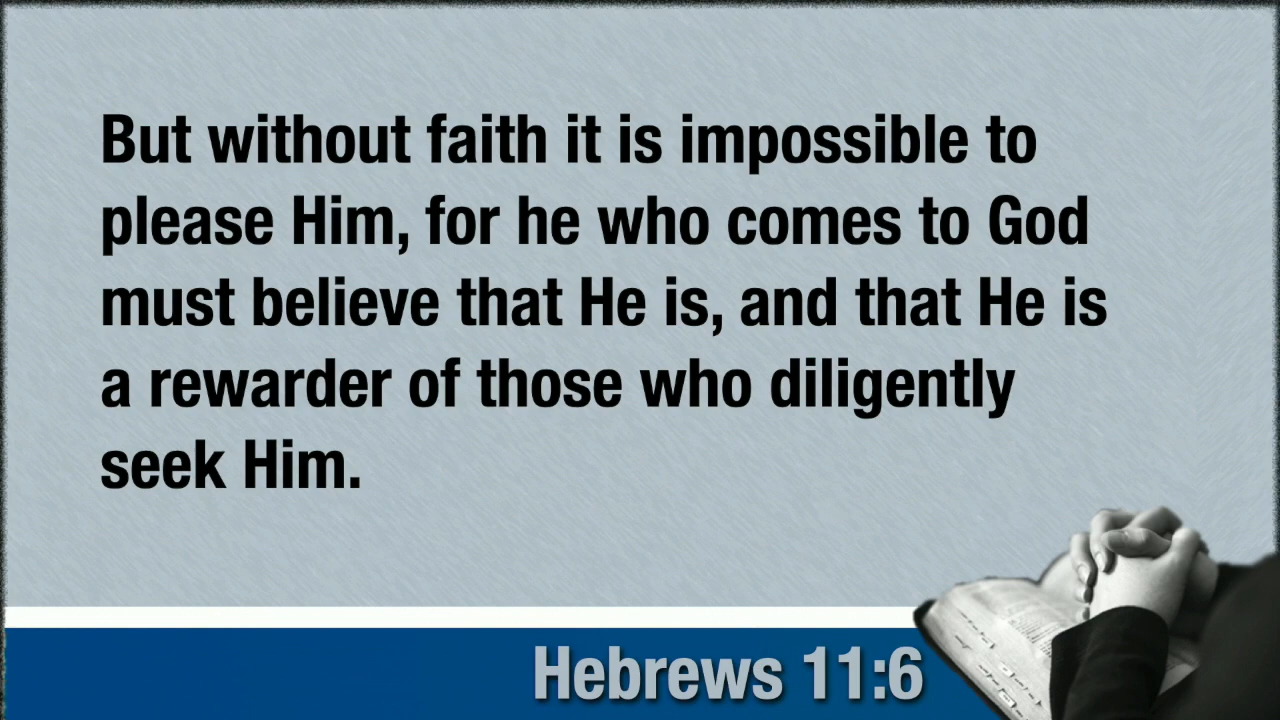 But without faith it is impossible to
please Him, for he who comes to God
must believe that He is, and that He is
a rewarder of those who diligently
seek Him.
Hebrews 11:6